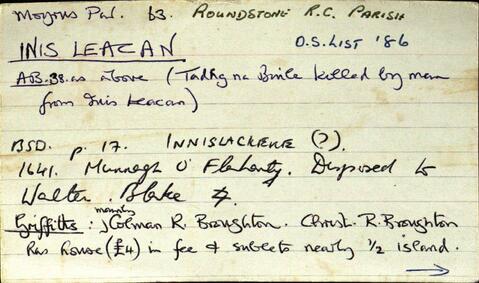 Moyrus Par. 63. ROUNDSTONE R.C. PARISH
INIS LEACAN O.S. LIST '86
AB. 38. as above (Tadhg na Buile killed by man
from Inis Leacan)
BSD. p. 17. INNISLACKENE (?).
1641. Murrogh O'Flaherty. Disposed to
Walter Blake
Griffiths: Colman R. Broughton. Christ. R. Broughton
has house (£4) in fee & sublets nearly 1/2 island.
→